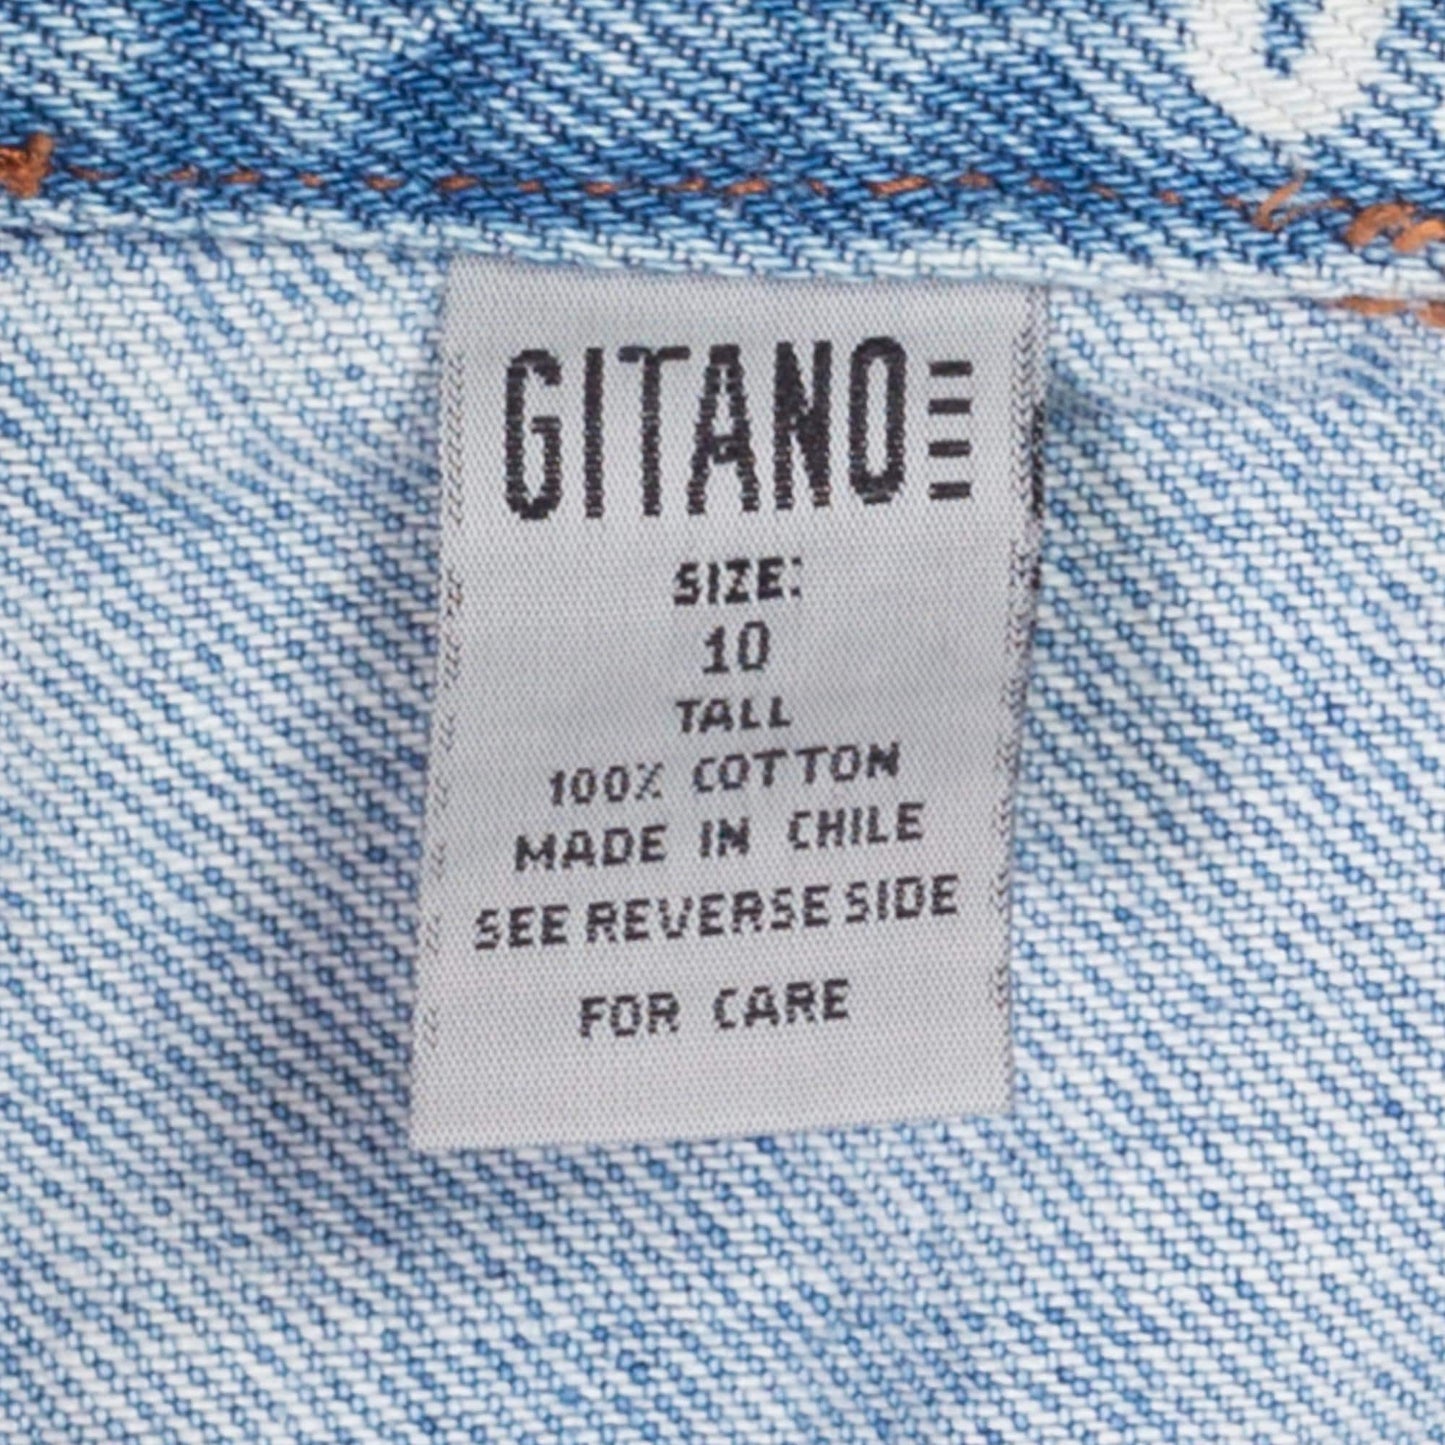 GITANO
SIZE:
10
TALL
100% COTTON
MADE IN CHILE
SEE REVERSE SIDE
FOR CARE